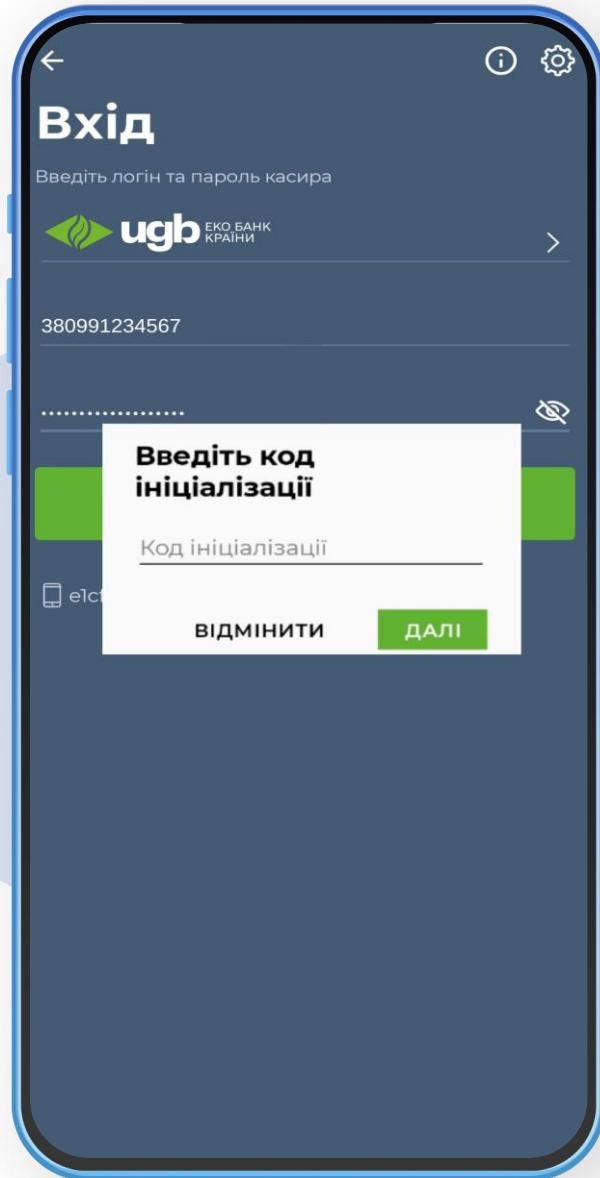 Вхід
Введіть логін та пароль касира
ugb ЕКО БАНК
КРАЇНИ
380991234567
Введіть код
ініціалізації
Код ініціалізації
ВІДМІНИТИ ДАЛІ